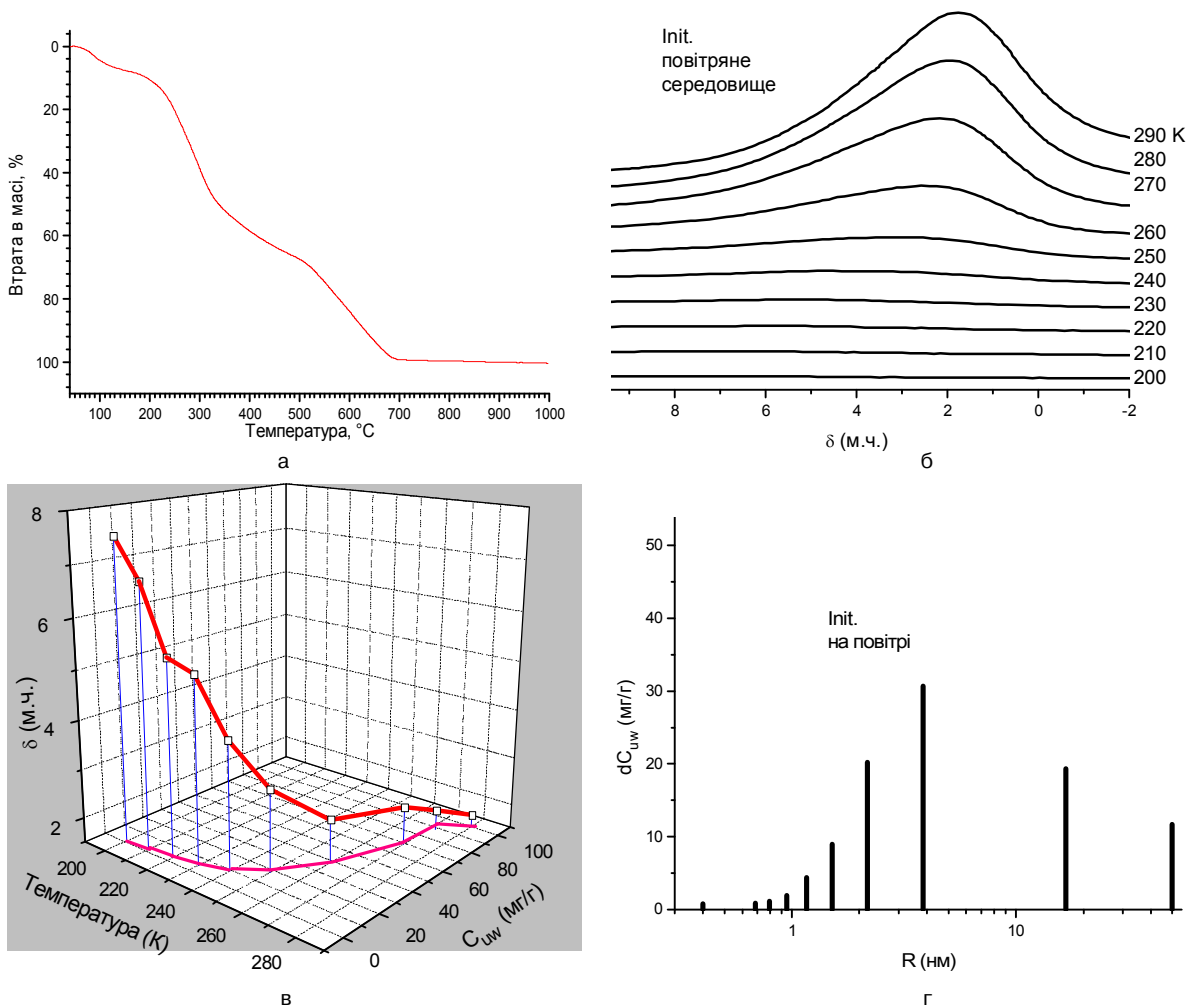 0
20
40
60
80
100
Втрата в масі, %
100 200 300 400 500 600 700 800 900 1000
Температура, °C
а
Init.
повітряне
середовище
290 K
280
270
260
250
240
230
220
210
200
8 6 4 2 0 -2
δ (м.ч.)
б
8
6
4
2
δ (м.ч.)
200
220
240
260
280
Температура (К)
0
20
40
60
80
100
Cuw (мг/г)
в
50
40
30
20
10
0
dCuw (мг/г)
Init.
на повітрі
1 10
R (нм)
г